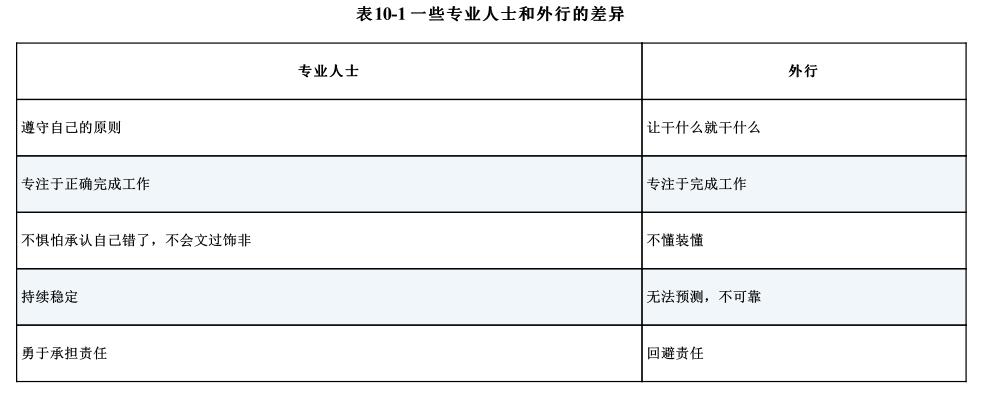 表10-1 一些专业人士和外行的差异
专业人士 外行
遵守自己的原则 让干什么就干什么
专注于正确完成工作 专注于完成工作
不惧怕承认自己错了，不会文过饰非 不懂装懂
持续稳定 无法预测，不可靠
勇于承担责任 回避责任